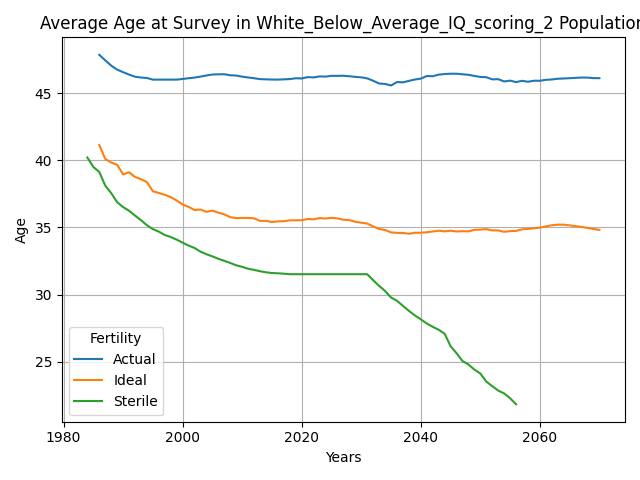 Average Age at Survey in White_Below_Average_IQ_scoring_2 Population
Age
45
40
35
30
25
Fertility
Actual
Ideal
Sterile
1980 2000 2020 2040 2060
Years